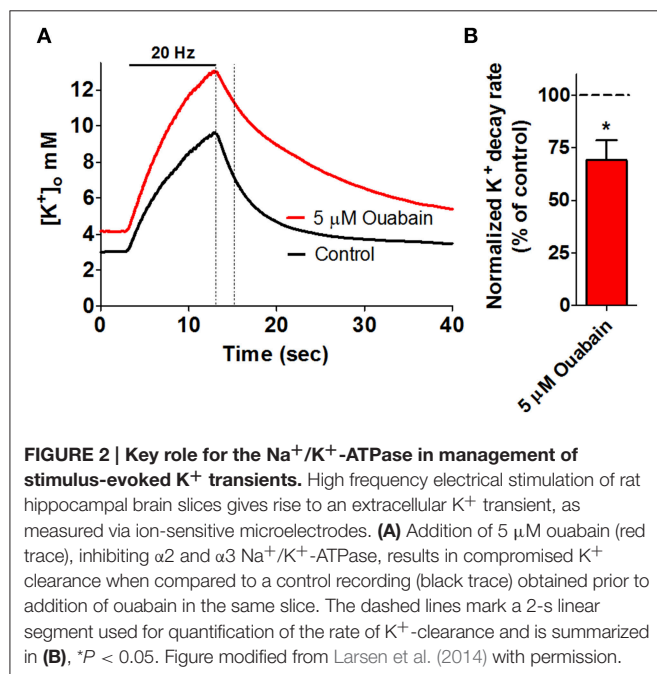 A
B
20 Hz
12
10
8
6
4
2
0
[K⁺]ₒ mM
5 μM Ouabain
Control
0
10
20
30
40
Time (sec)
100
75
50
25
0
*
Normalized K⁺ decay rate
(% of control)
5 μM Ouabain
FIGURE 2 | Key role for the Na⁺/K⁺-ATPase in management of
stimulus-evoked K⁺ transients. High frequency electrical stimulation of rat
hippocampal brain slices gives rise to an extracellular K⁺ transient, as
measured via ion-sensitive microelectrodes. (A) Addition of 5 μM ouabain (red
trace), inhibiting α2 and α3 Na⁺/K⁺-ATPase, results in compromised K⁺
clearance when compared to a control recording (black trace) obtained prior to
addition of ouabain in the same slice. The dashed lines mark a 2-s linear
segment used for quantification of the rate of K⁺-clearance and is summarized
in (B), *P < 0.05. Figure modified from Larsen et al. (2014) with permission.